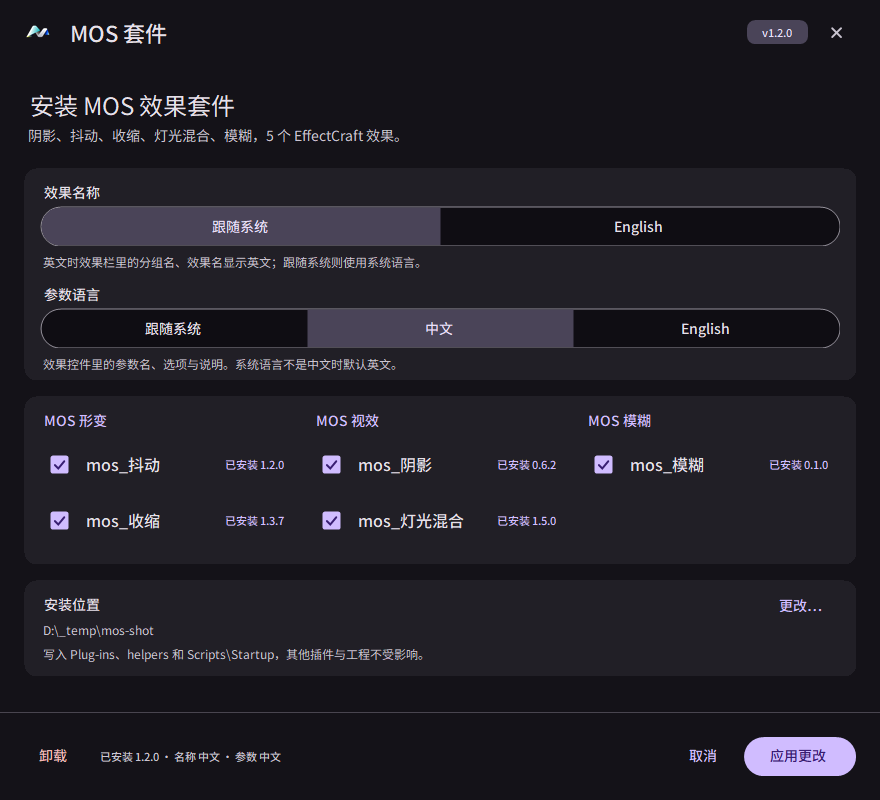 MOS 套件
v1.2.0
安装 MOS 效果套件
阴影、抖动、收缩、灯光混合、模糊，5 个 EffectCraft 效果。
效果名称
跟随系统
English
英文时效果栏里的分组名、效果名显示英文；跟随系统则使用系统语言。
参数语言
跟随系统
中文
English
效果控件里的参数名、选项与说明。系统语言不是中文时默认英文。
MOS 形变
MOS 视效
MOS 模糊
mos_抖动
已安装 1.2.0
mos_阴影
已安装 0.6.2
mos_模糊
已安装 0.1.0
mos_收缩
已安装 1.3.7
mos_灯光混合
已安装 1.5.0
安装位置
更改...
D:\_temp\mos-shot
写入 Plug-ins、helpers 和 Scripts\Startup，其他插件与工程不受影响。
卸载
已安装 1.2.0 · 名称 中文 · 参数 中文
取消
应用更改